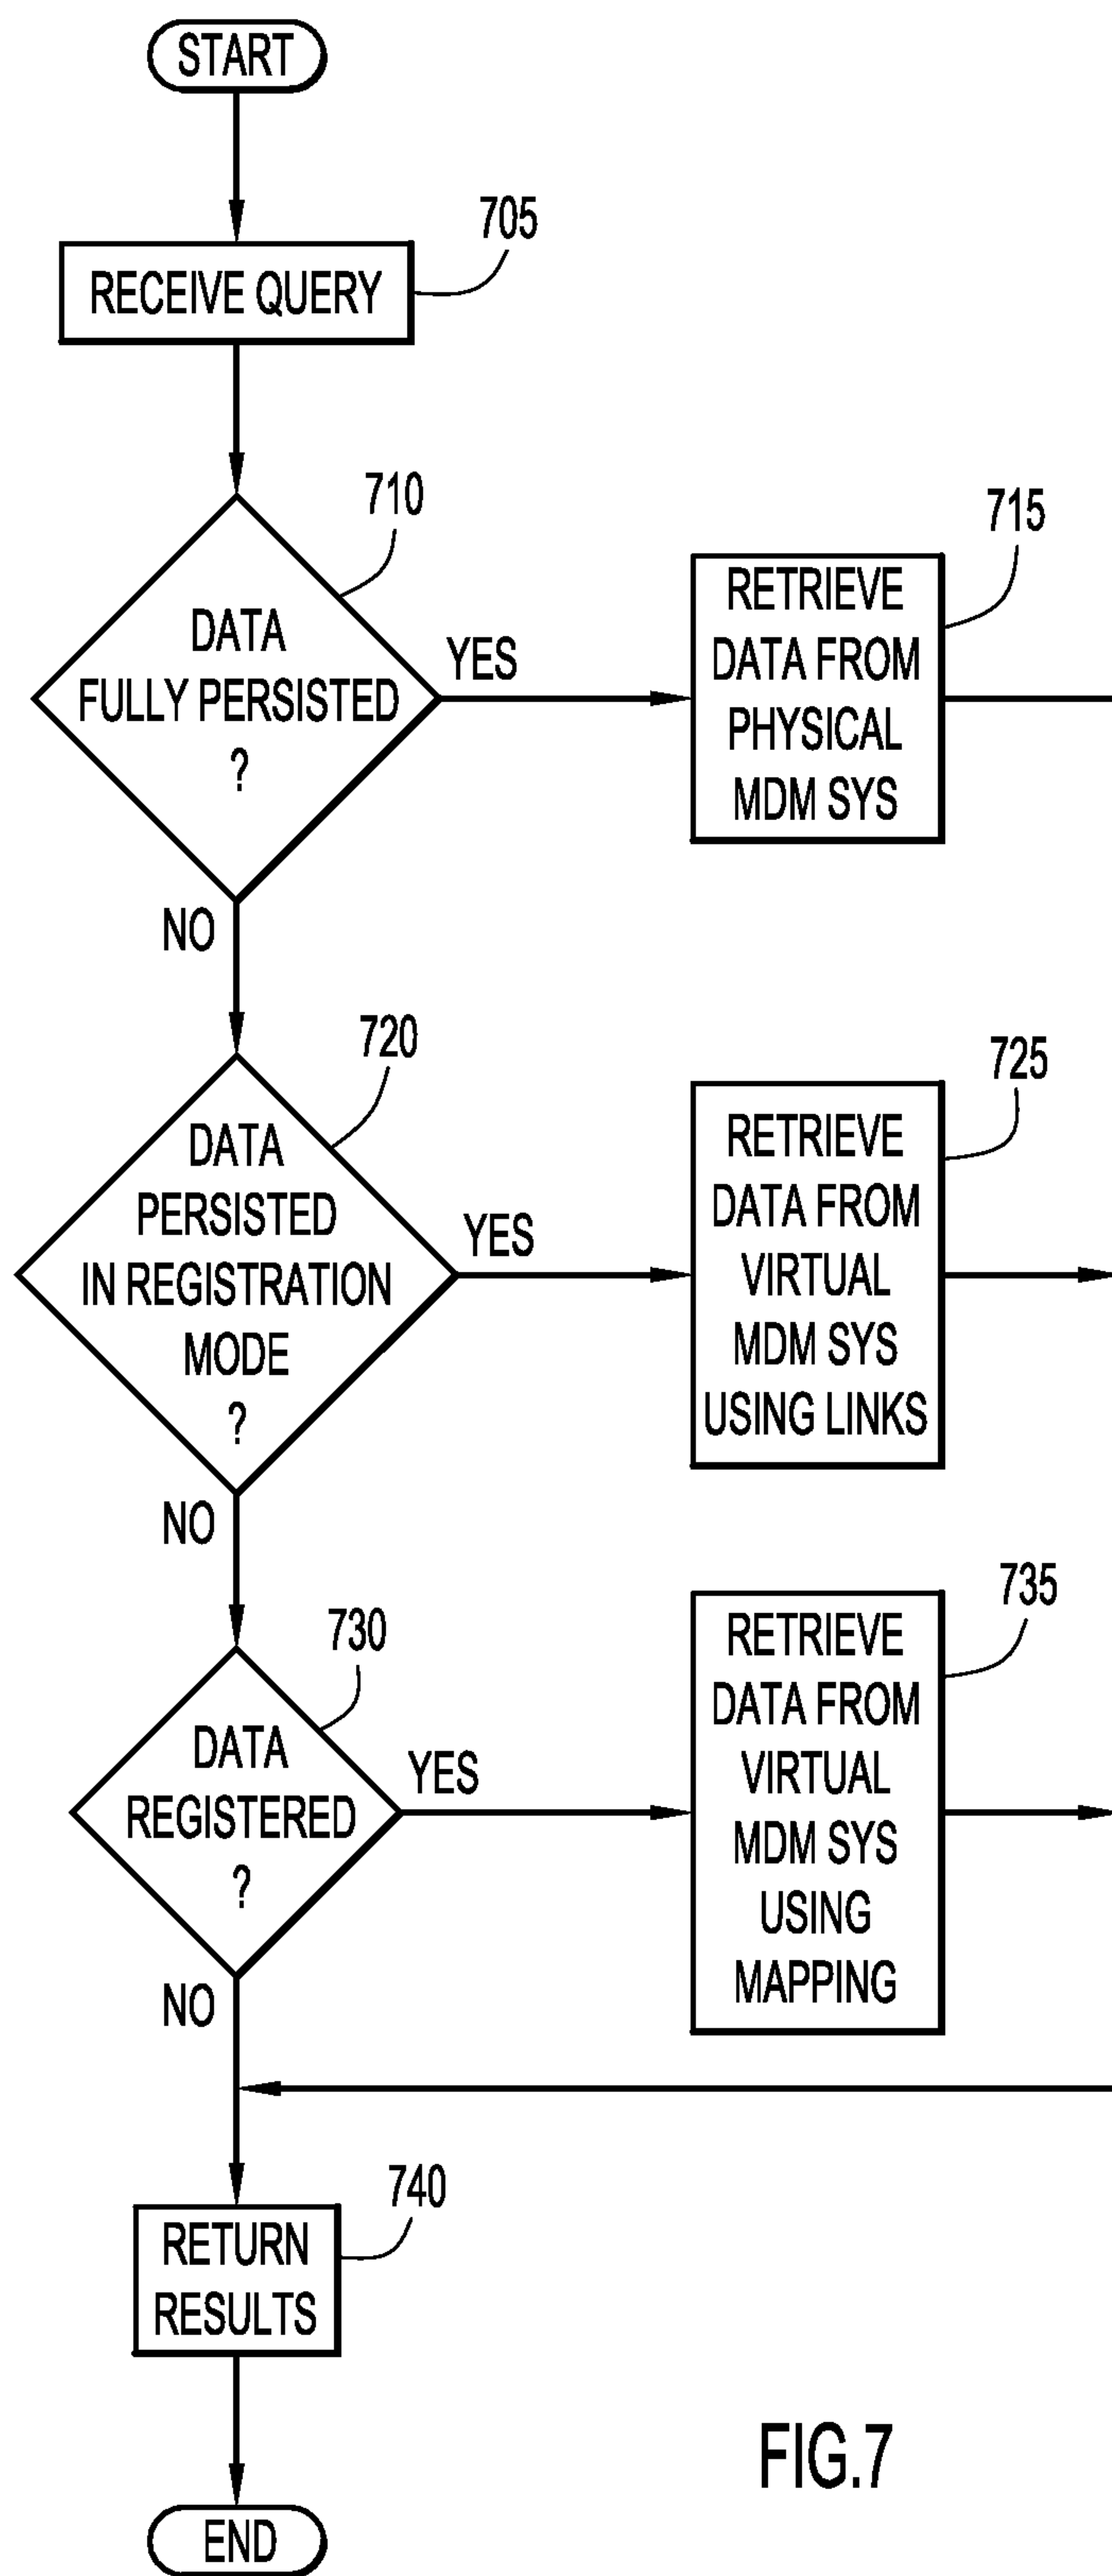 START
705
RECEIVE QUERY
710
DATA
FULLY PERSISTED
?
YES
715
RETRIEVE
DATA FROM
PHYSICAL
MDM SYS
NO
720
DATA
PERSISTED
IN REGISTRATION
MODE
?
YES
725
RETRIEVE
DATA FROM
VIRTUAL
MDM SYS
USING LINKS
NO
730
DATA
REGISTERED
?
YES
735
RETRIEVE
DATA FROM
VIRTUAL
MDM SYS
USING
MAPPING
NO
740
RETURN
RESULTS
END
FIG.7